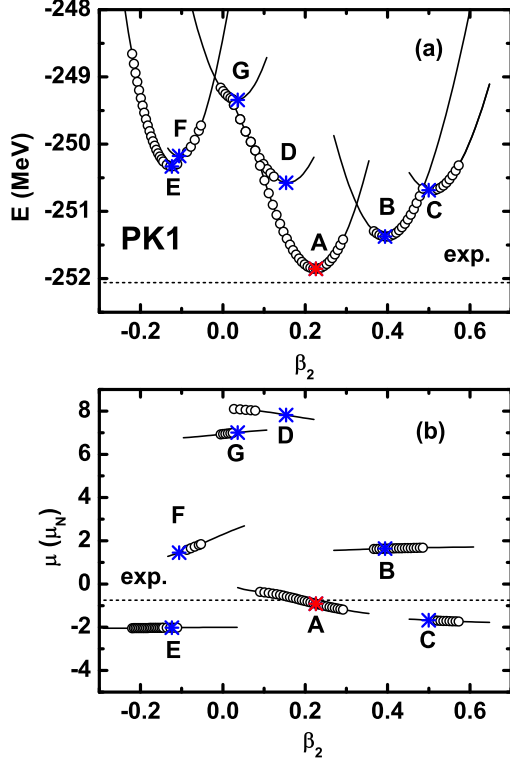 -248
(a)
G
-249
E (MeV)
-250
F
D
E
B
C
-251
A
PK1
exp.
-252
-0.2 0.0 0.2 0.4 0.6
β2
8
(b)
D
G
6
4
F
μ (μN)
2
B
exp.
0
A
-2
E
C
-4
-0.2 0.0 0.2 0.4 0.6
β2